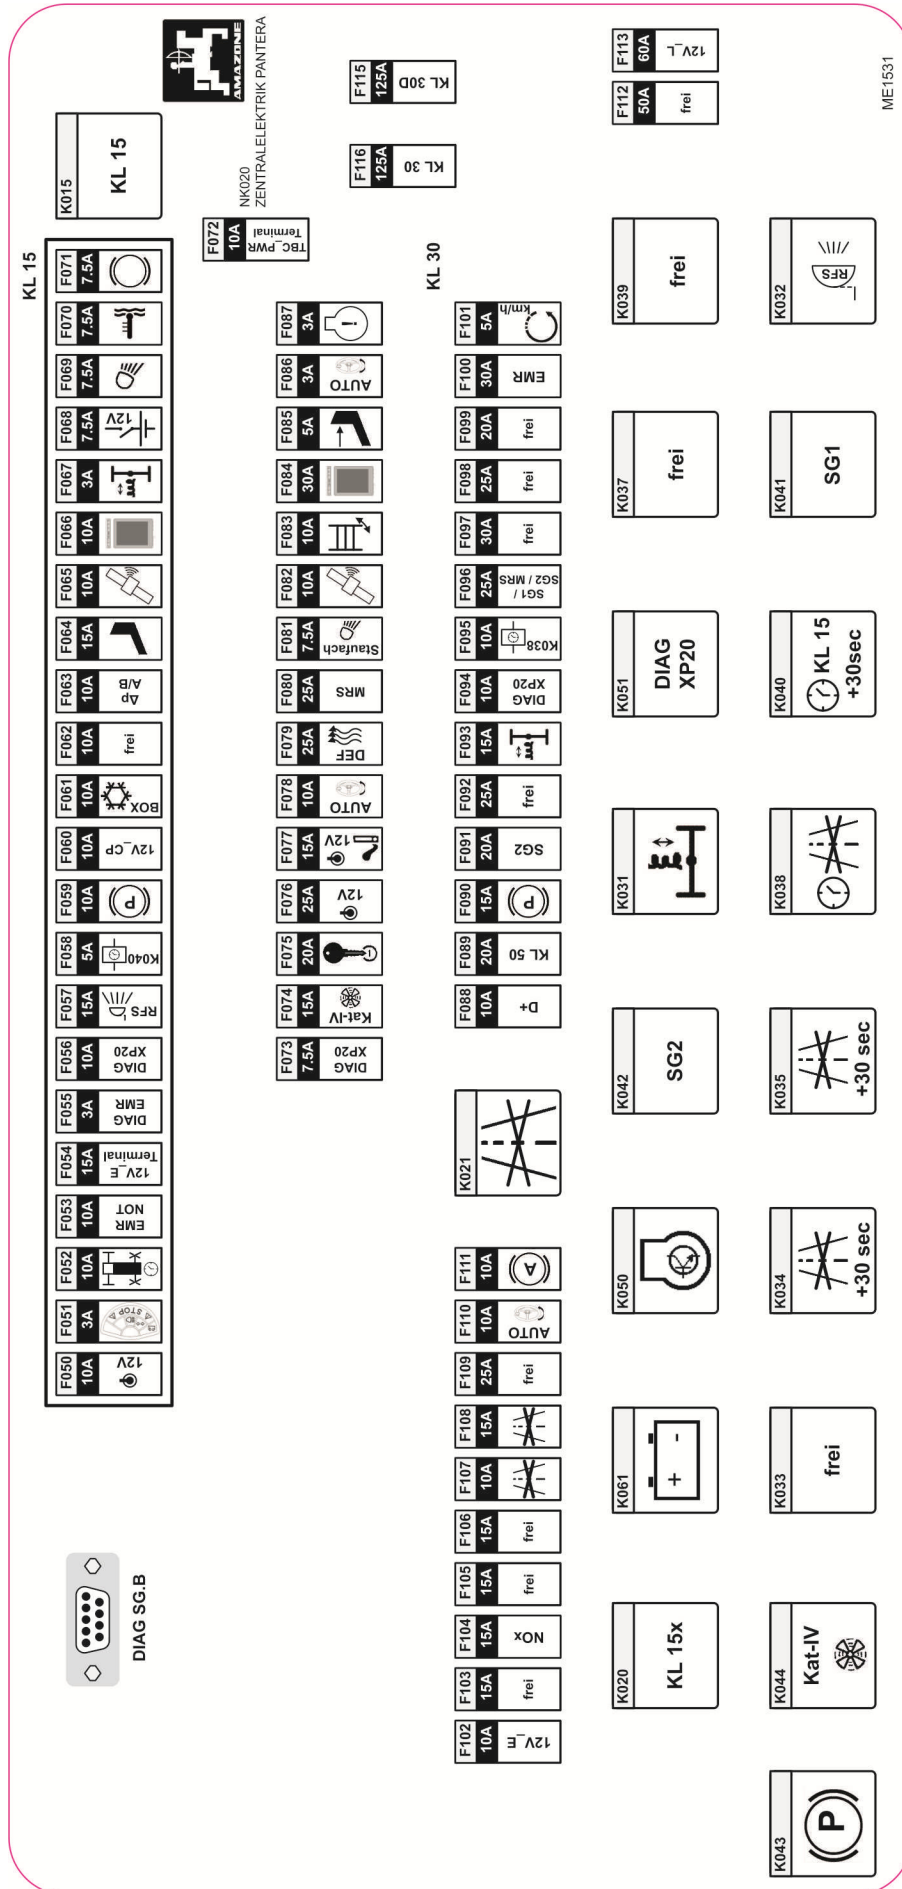 KL 15
DIAG SG.B
F050
10A
12V
F051
3A
STOP
F052
10A
F053
10A
EMR
NOT
F054
15A
12V_E
Terminal
F055
3A
DIAG
EMR
F056
10A
DIAG
XP20
F057
15A
RFS
F058
5A
K040
F059
10A
P
F060
10A
12V_CP
F061
10A
BOX
F062
10A
frei
F063
10A
Δp
A/B
F064
15A
F065
10A
F066
10A
F067
3A
F068
7.5A
12V
F069
7.5A
F070
7.5A
F071
7.5A
K015
KL 15
AMAZONE
NK020
ZENTRALELEKTRIK PANTERA
F072
10A
TBC_PWR
Terminal
F073
7.5A
DIAG
XP20
F074
15A
Kat-IV
F075
20A
F076
25A
12V
F077
15A
12V
F078
10A
AUTO
F079
25A
DEF
F080
25A
MRS
F081
7.5A
Staufach
F082
10A
F083
10A
F084
30A
F085
5A
F086
3A
AUTO
F087
3A
F116
125A
KL 30
F115
125A
KL 30D
KL 30
F102
10A
12V_E
F103
15A
frei
F104
15A
NOx
F105
15A
frei
F106
15A
frei
F107
10A
F108
15A
F109
25A
frei
F110
10A
AUTO
F111
10A
A
K021
F088
10A
D+
F089
20A
KL 50
F090
15A
P
F091
20A
SG2
F092
25A
frei
F093
15A
F094
10A
DIAG
XP20
F095
10A
K038
F096
25A
SG1 /
SG2 / MRS
F097
30A
frei
F098
25A
frei
F099
20A
frei
F100
30A
EMR
F101
5A
km/h
K020
KL 15x
K061
+ -
K050
K042
SG2
K031
K051
DIAG
XP20
K037
frei
K039
frei
F112
50A
frei
F113
60A
12V_L
K043
P
K044
Kat-IV
K033
frei
K034
+30 sec
K035
+30 sec
K038
K040
KL 15
+30sec
K041
SG1
K032
RFS
ME1531